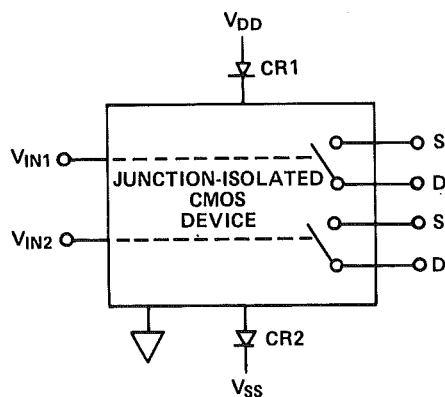 VDD
CR1
VIN1
S
JUNCTION-ISOLATED
D
CMOS
DEVICE
S
VIN2
D
CR2
VSS